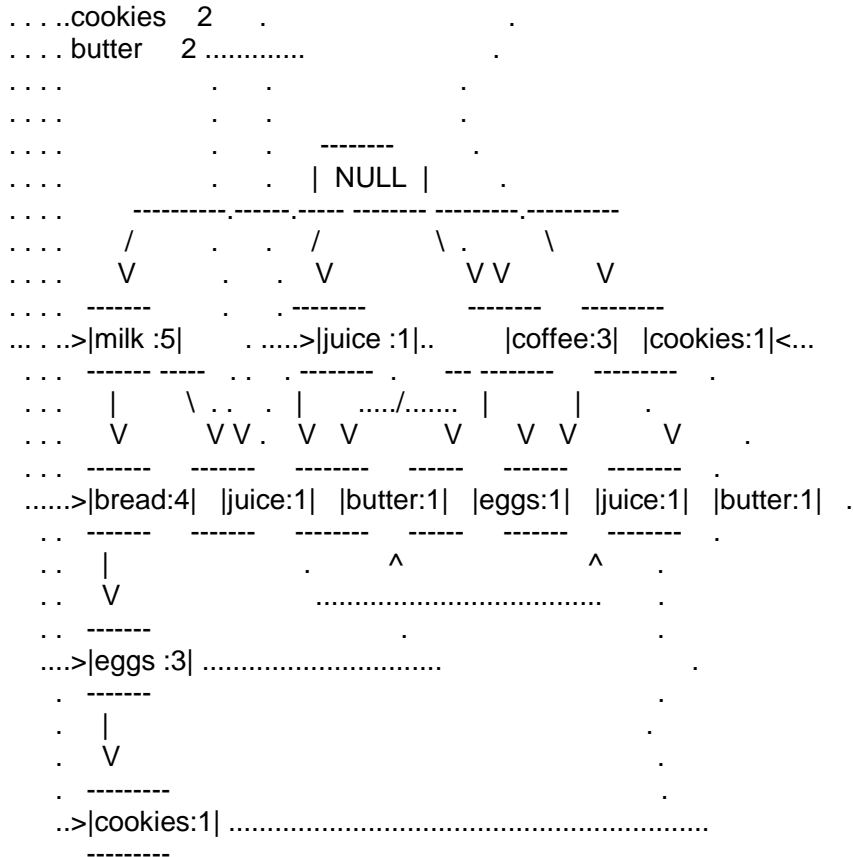 . . . ..cookies 2 . .
. . . . butter 2 ............. .
. . . . . . .
. . . . . . .
. . . . . . -------- .
. . . . . . | NULL | .
. . . . ----------.------.----- -------- ---------.----------
. . . . / . . / \ . \
. . . . V . . V V V V
. . . . ------- . . -------- -------- ---------
... . ..>|milk :5| . .....>|juice :1|.. |coffee:3| |cookies:1|<...
. . . ------- ----- . . . -------- . --- -------- --------- .
. . . | \ . . . | ...../....... | | .
. . . V V V . V V V V V V .
. . . ------- ------- -------- ------ ------- -------- .
......>|bread:4| |juice:1| |butter:1| |eggs:1| |juice:1| |butter:1| .
. . ------- ------- -------- ------ ------- -------- .
. . | . ^ ^ .
. . V ..................................... .
. . ------- . .
....>|eggs :3| ............................... .
. ------- .
. | .
. V .
. --------- .
..>|cookies:1| ..............................................................
---------